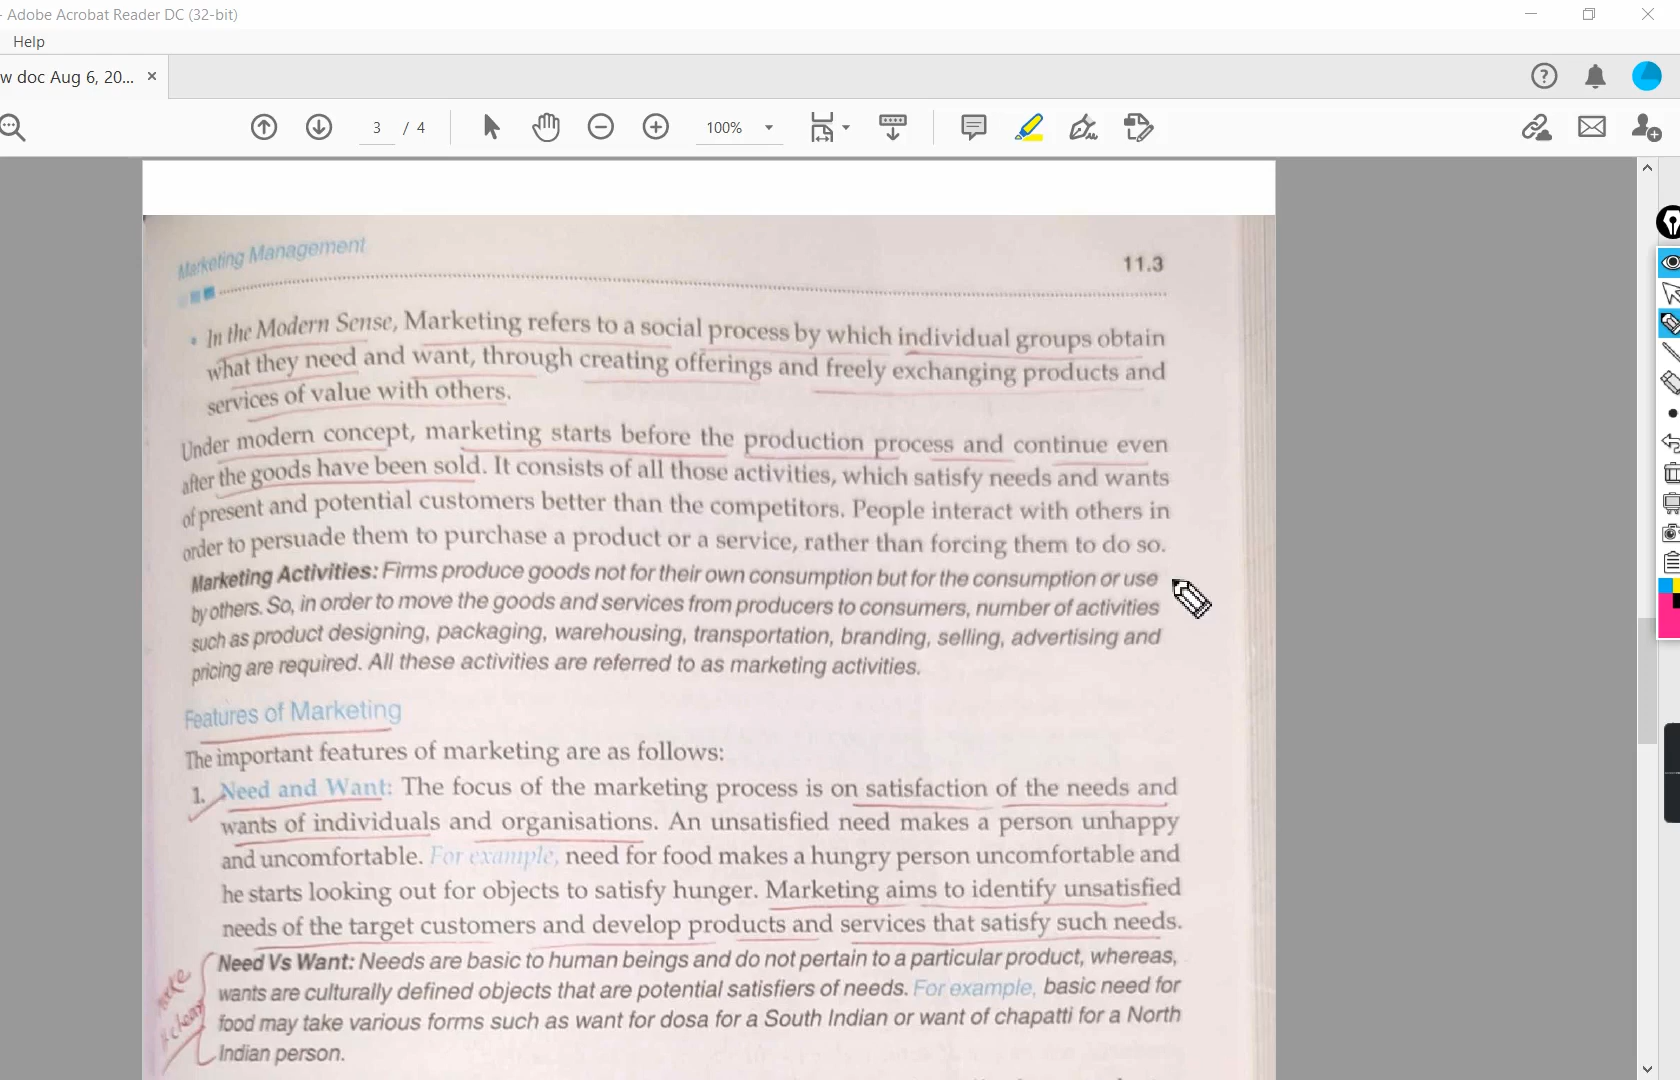 - Adobe Acrobat Reader DC (32-bit)
Help
w doc Aug 6, 20... ×
3 / 4 100%
Marketing Management
11.3
• In the Modern Sense, Marketing refers to a social process by which individual groups obtain
what they need and want, through creating offerings and freely exchanging products and
services of value with others.
Under modern concept, marketing starts before the production process and continue even
after the goods have been sold. It consists of all those activities, which satisfy needs and wants
of present and potential customers better than the competitors. People interact with others in
order to persuade them to purchase a product or a service, rather than forcing them to do so.
Marketing Activities: Firms produce goods not for their own consumption but for the consumption or use
by others. So, in order to move the goods and services from producers to consumers, number of activities
such as product designing, packaging, warehousing, transportation, branding, selling, advertising and
pricing are required. All these activities are referred to as marketing activities.
Features of Marketing
The important features of marketing are as follows:
1. Need and Want: The focus of the marketing process is on satisfaction of the needs and
wants of individuals and organisations. An unsatisfied need makes a person unhappy
and uncomfortable. For example, need for food makes a hungry person uncomfortable and
he starts looking out for objects to satisfy hunger. Marketing aims to identify unsatisfied
needs of the target customers and develop products and services that satisfy such needs.
Need Vs Want: Needs are basic to human beings and do not pertain to a particular product, whereas,
wants are culturally defined objects that are potential satisfiers of needs. For example, basic need for
food may take various forms such as want for dosa for a South Indian or want of chapatti for a North
Indian person.